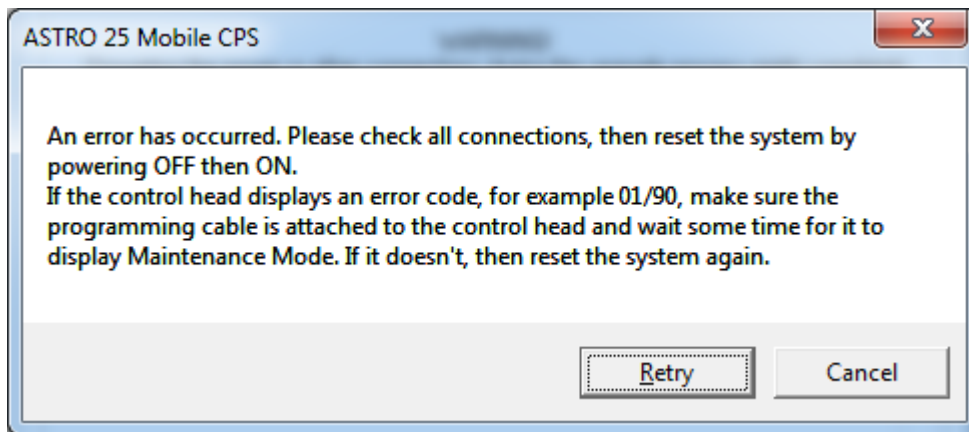 ASTRO 25 Mobile CPS
An error has occurred. Please check all connections, then reset the system by
powering OFF then ON.
If the control head displays an error code, for example 01/90, make sure the
programming cable is attached to the control head and wait some time for it to
display Maintenance Mode. If it doesn't, then reset the system again.
Retry
Cancel